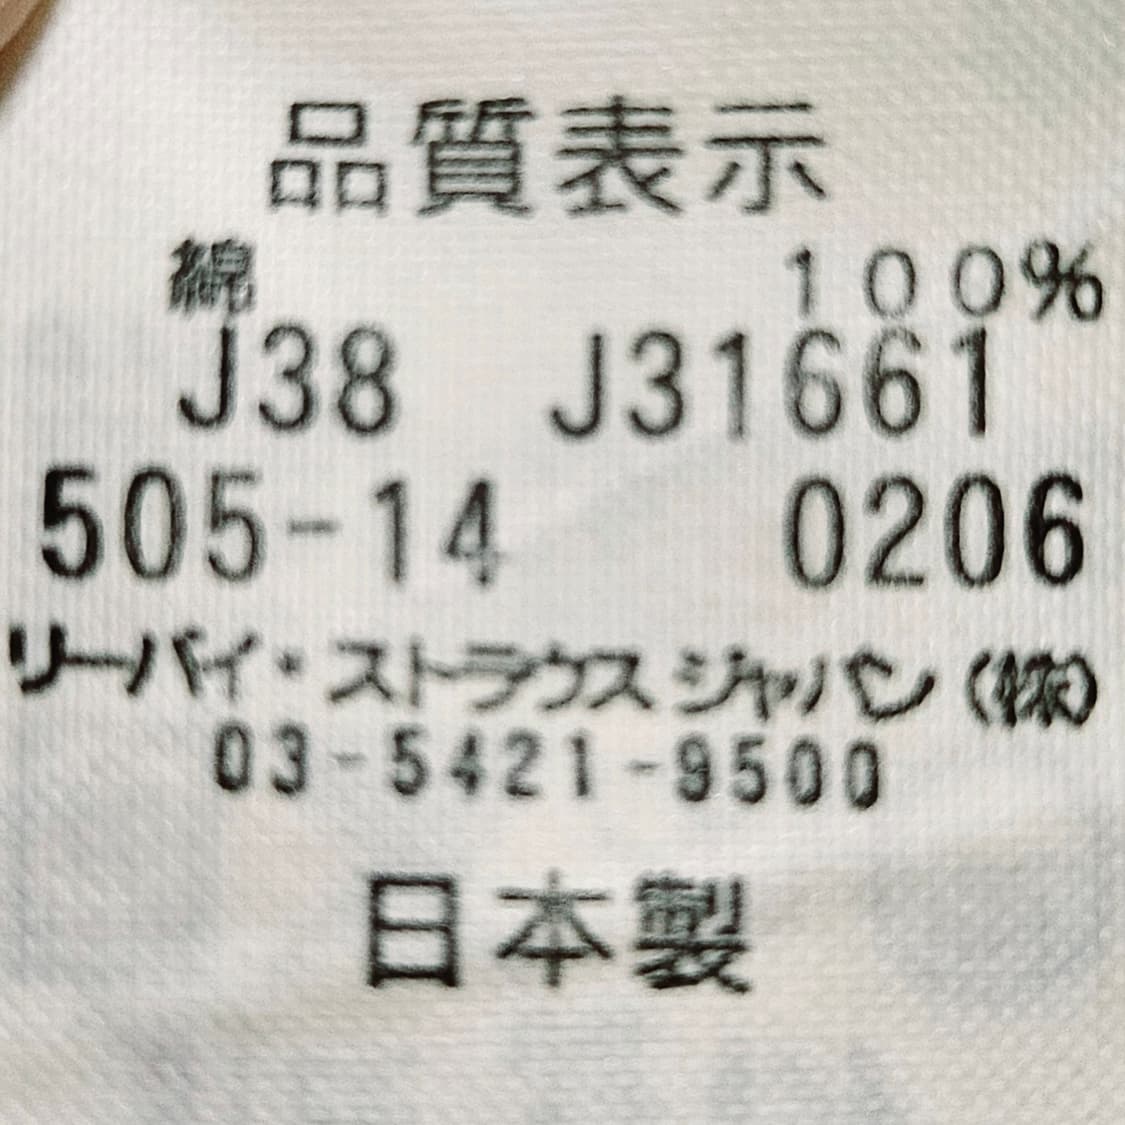 品質表示
綿 100%
J38 J31661
505-14 0206
リーバイ・ストラウス ジャパン(株)
03-5421-9500
日本製